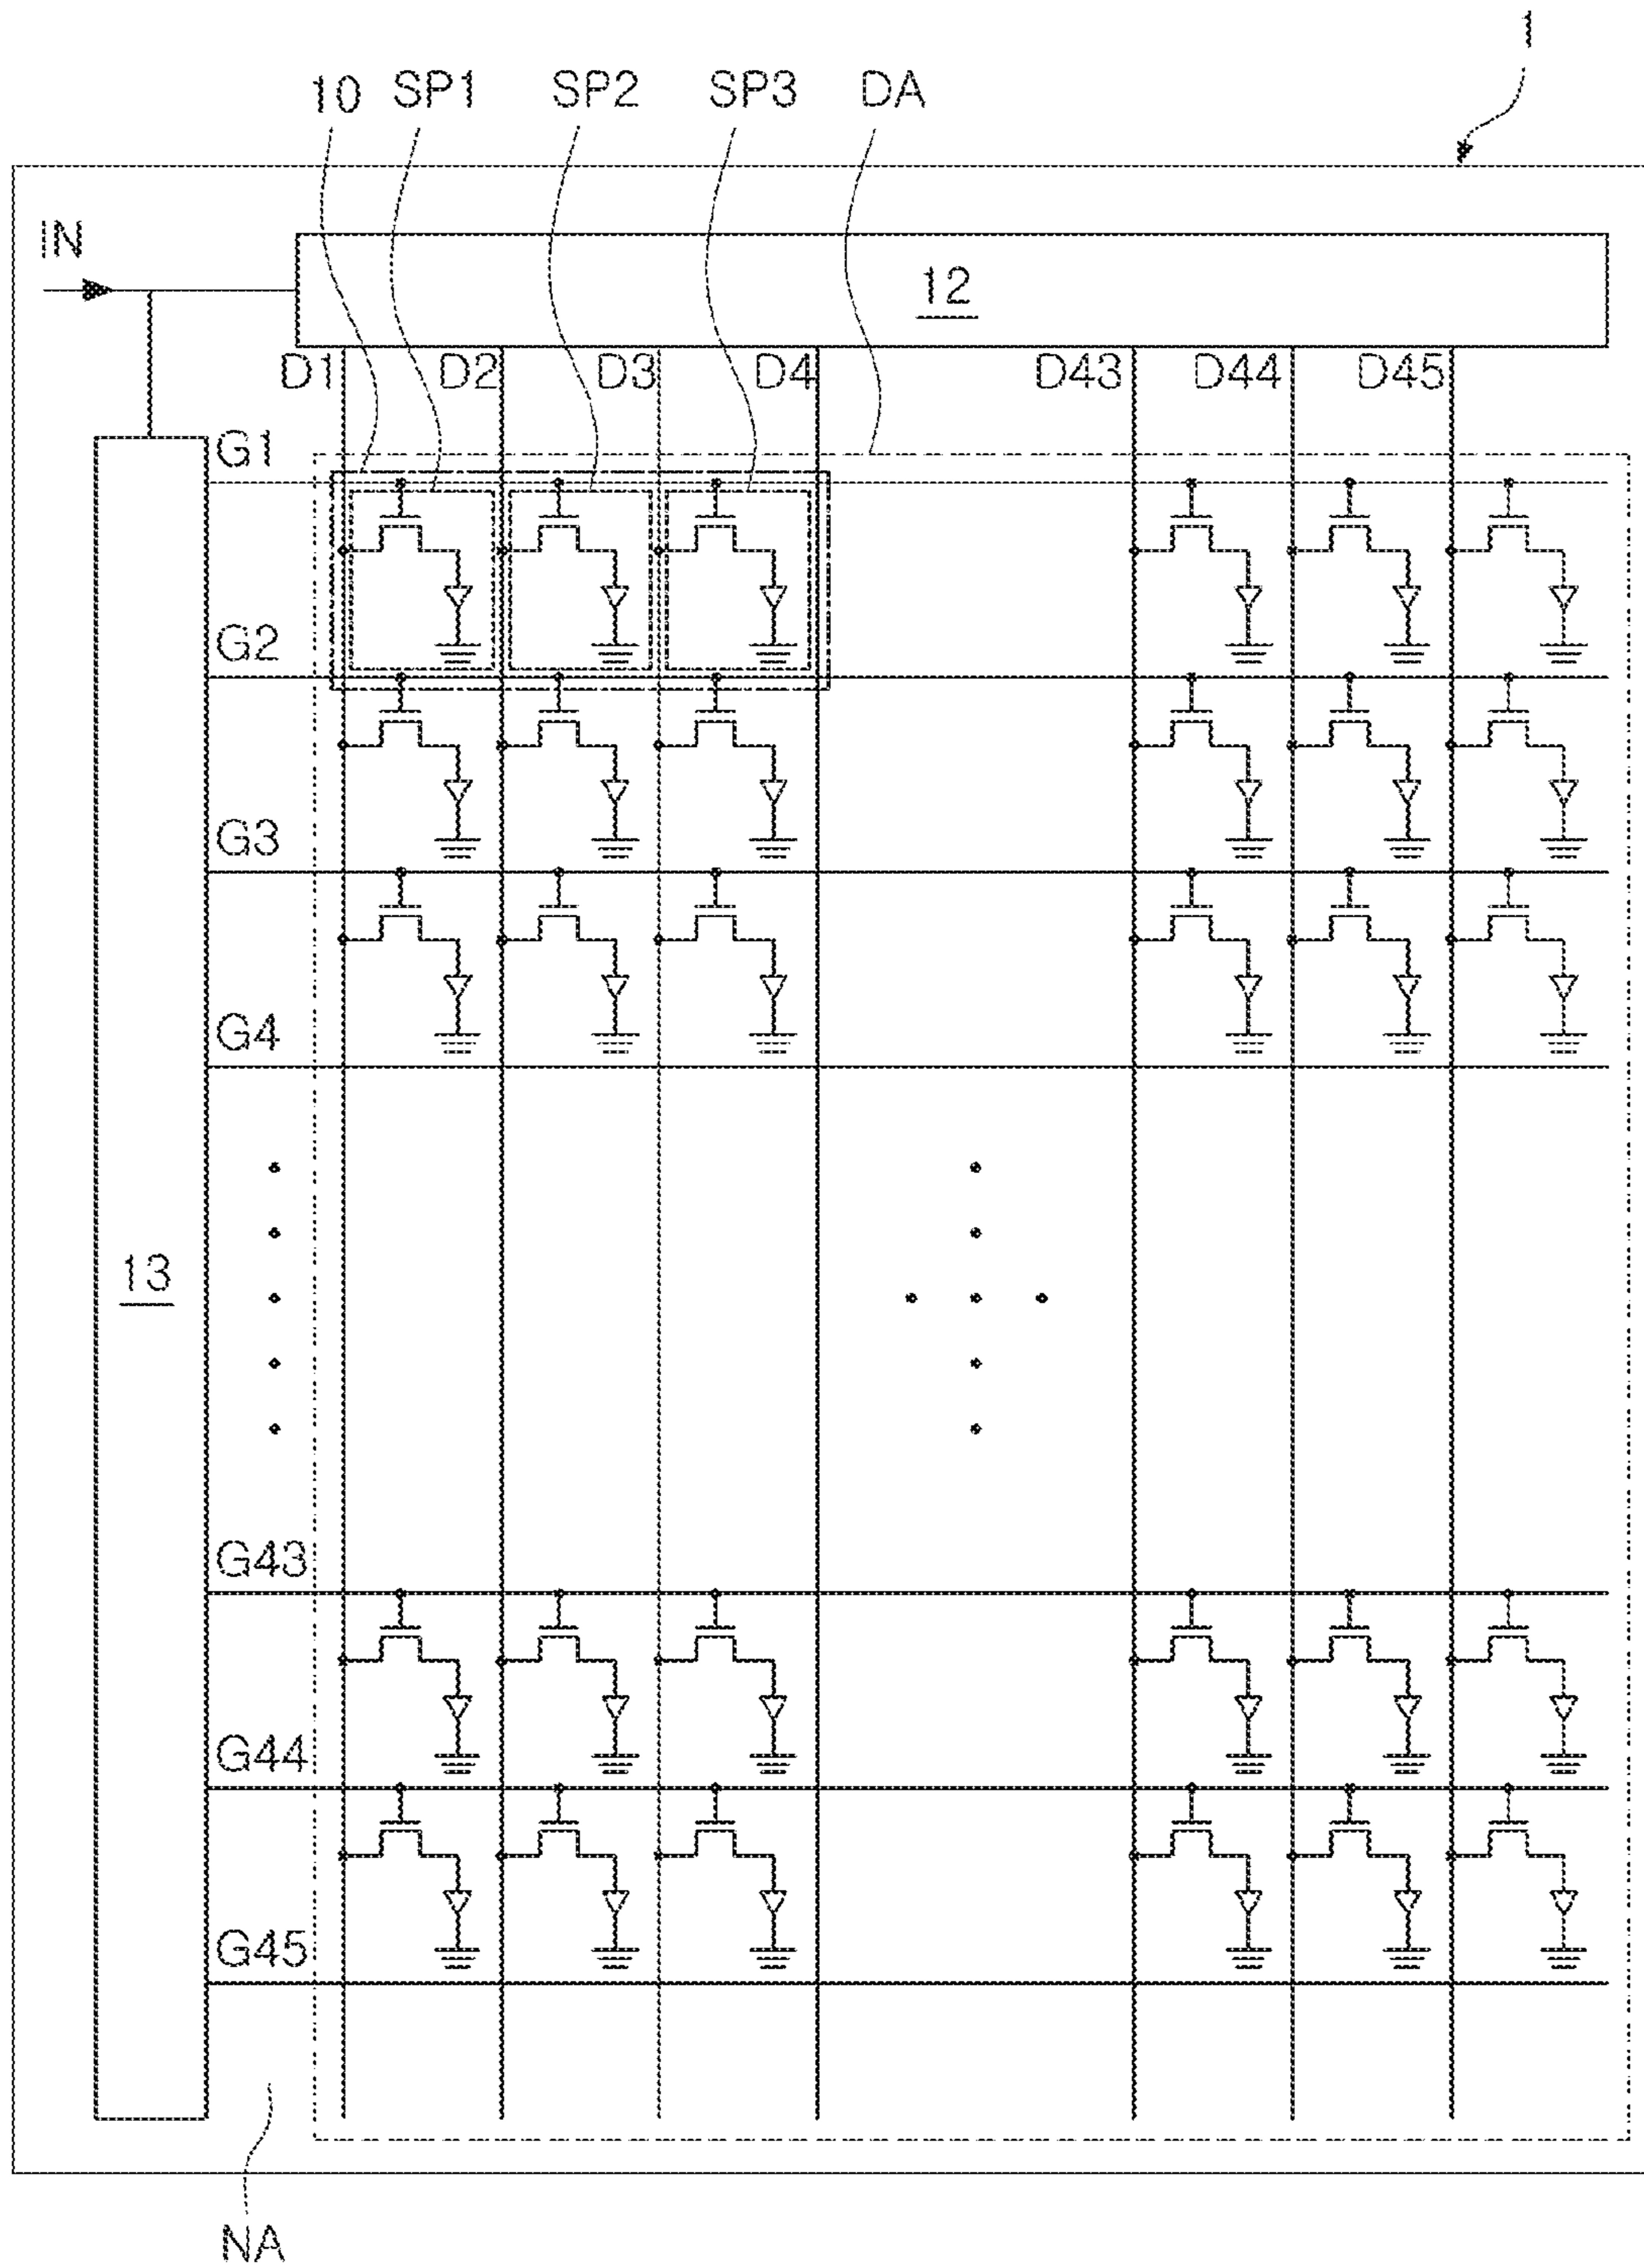 1
10 SP1 SP2 SP3 DA
IN
12
D1 D2 D3 D4 D43 D44 D45
G1
G2
G3
G4
13
G43
G44
G45
NA